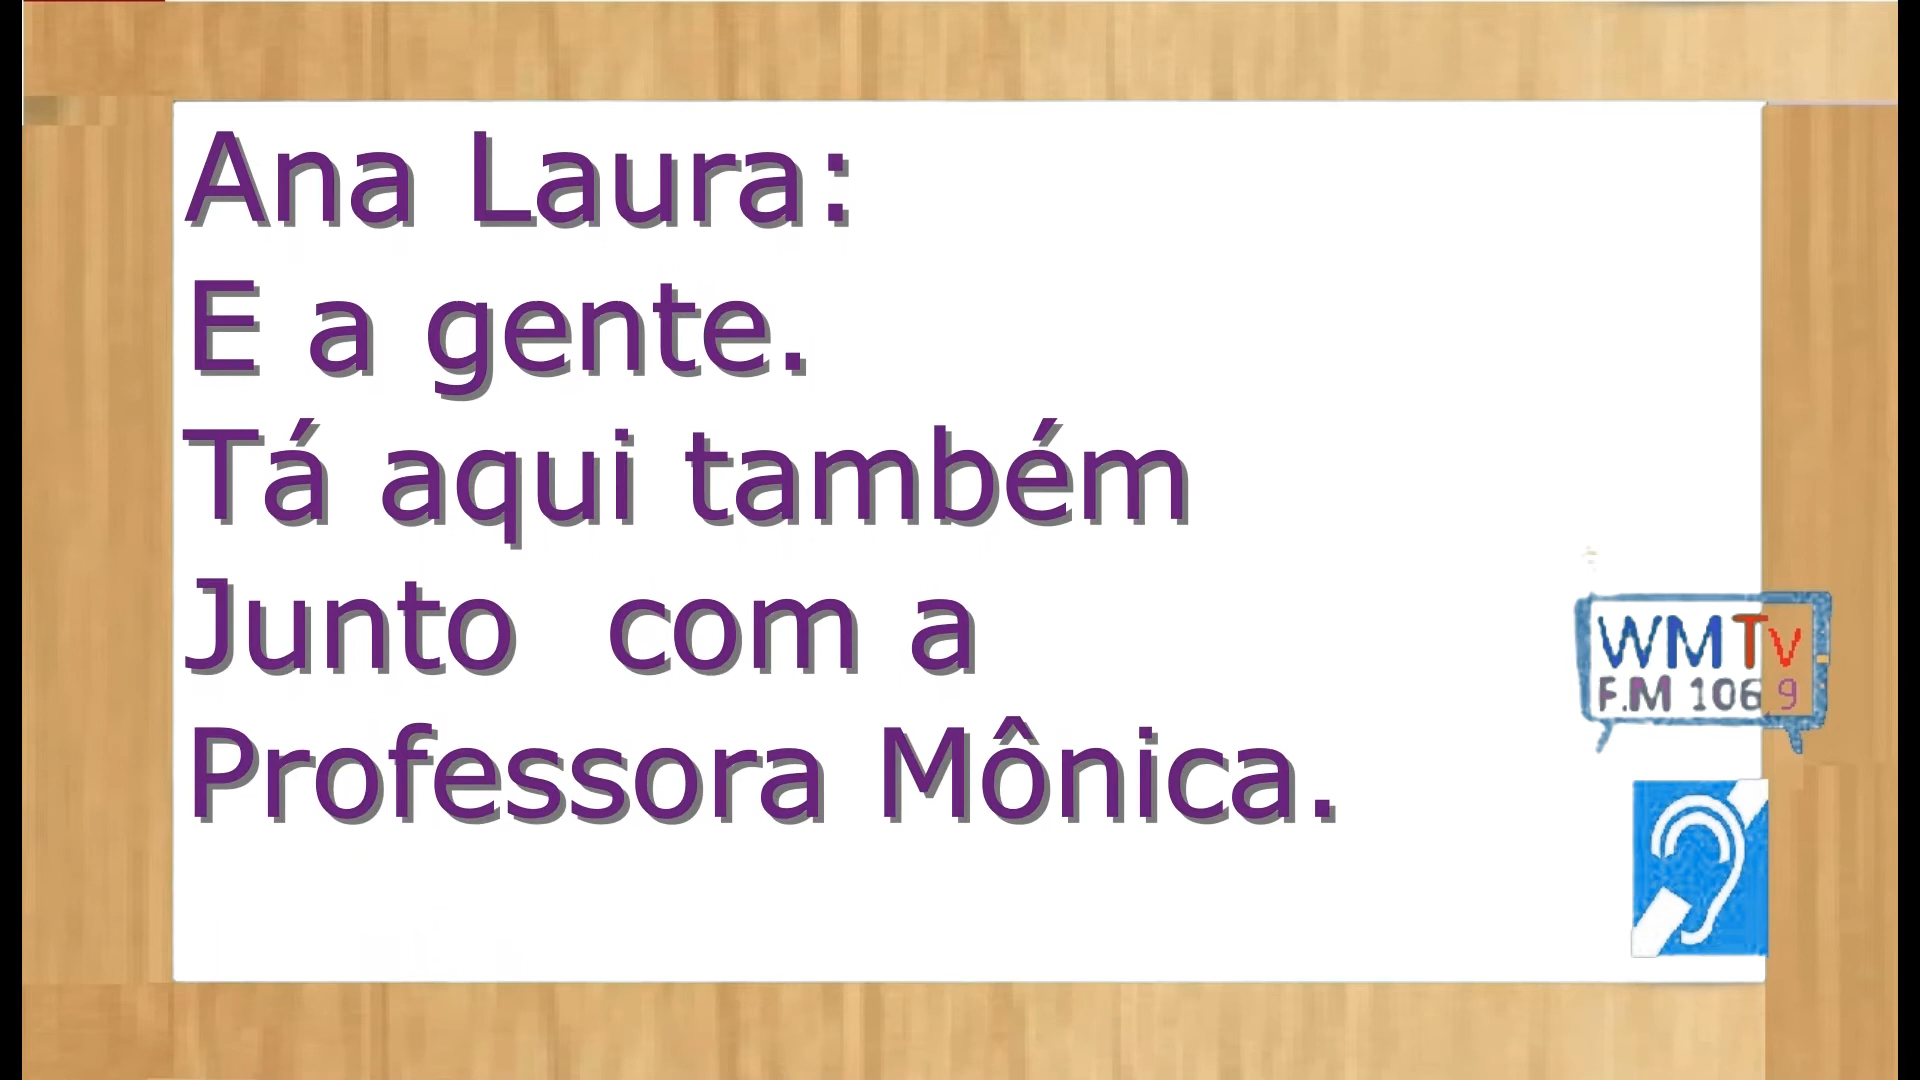 Ana Laura:
E a gente.
Tá aqui também
Junto  com a
Professora Mônica.
WMTv
F.M 106,9